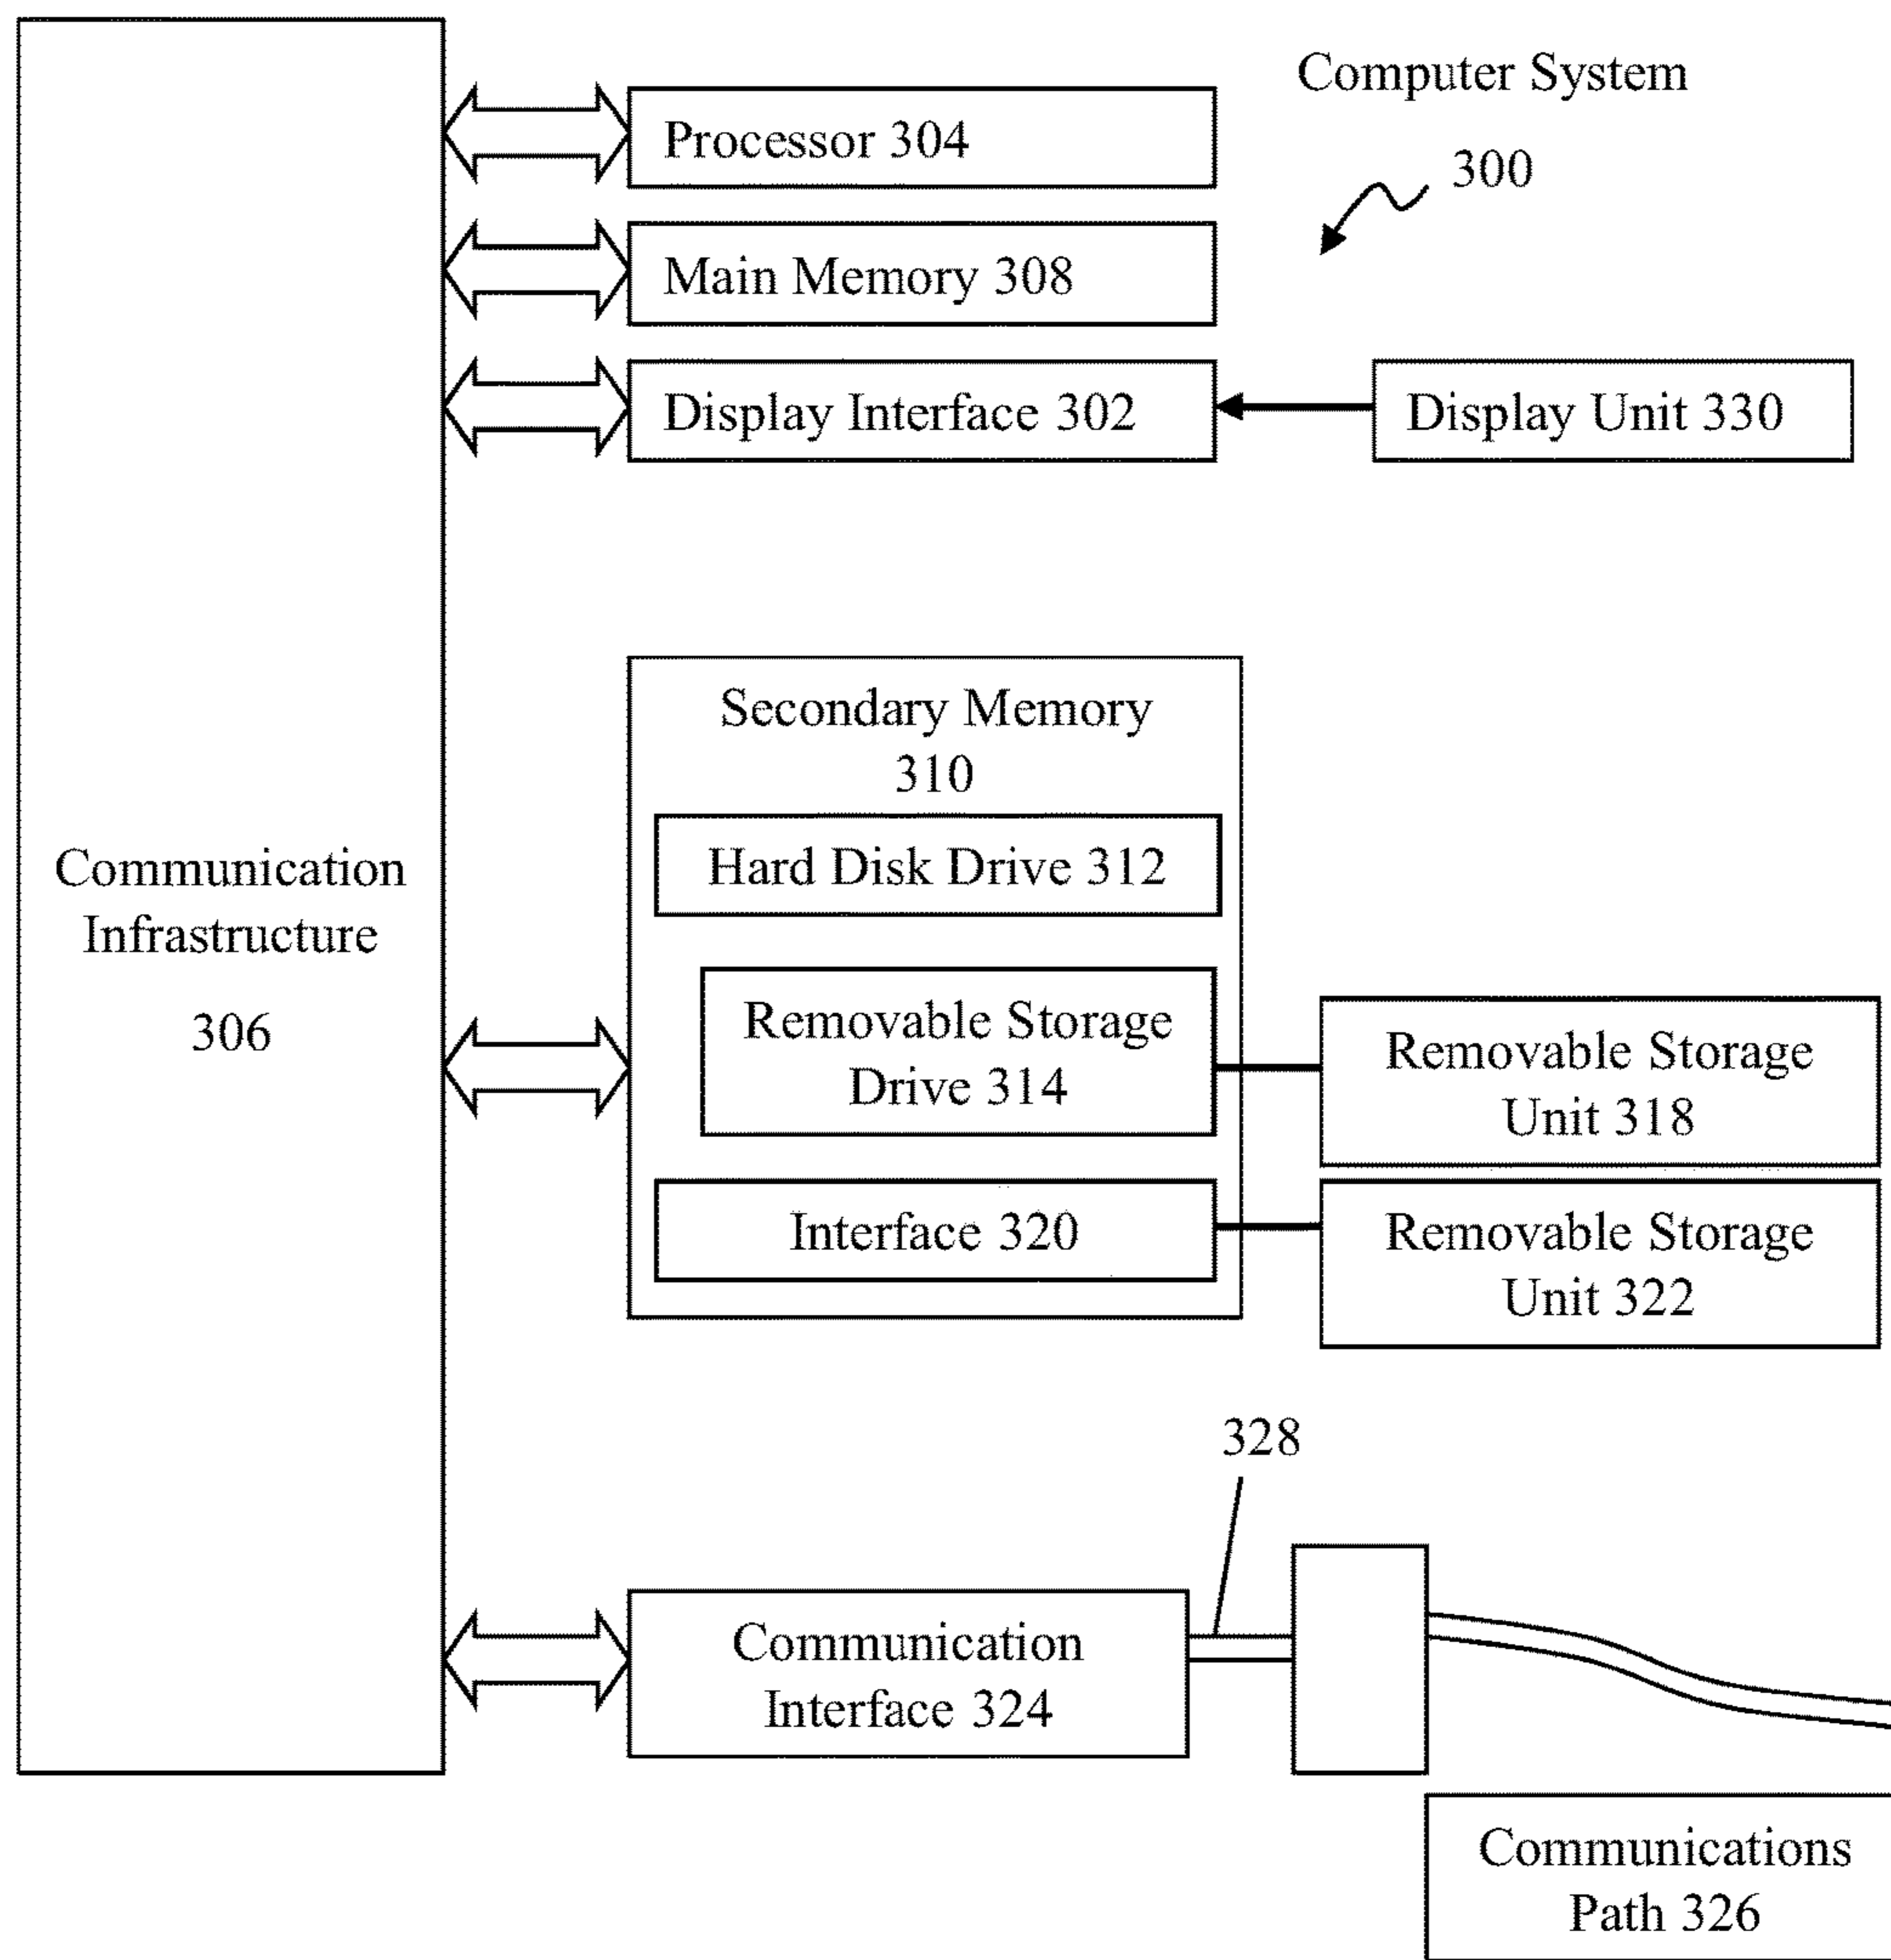 Computer System
300
Processor 304
Main Memory 308
Display Interface 302
Display Unit 330
Communication
Infrastructure
306
Secondary Memory
310
Hard Disk Drive 312
Removable Storage
Drive 314
Removable Storage
Unit 318
Interface 320
Removable Storage
Unit 322
328
Communication
Interface 324
Communications
Path 326